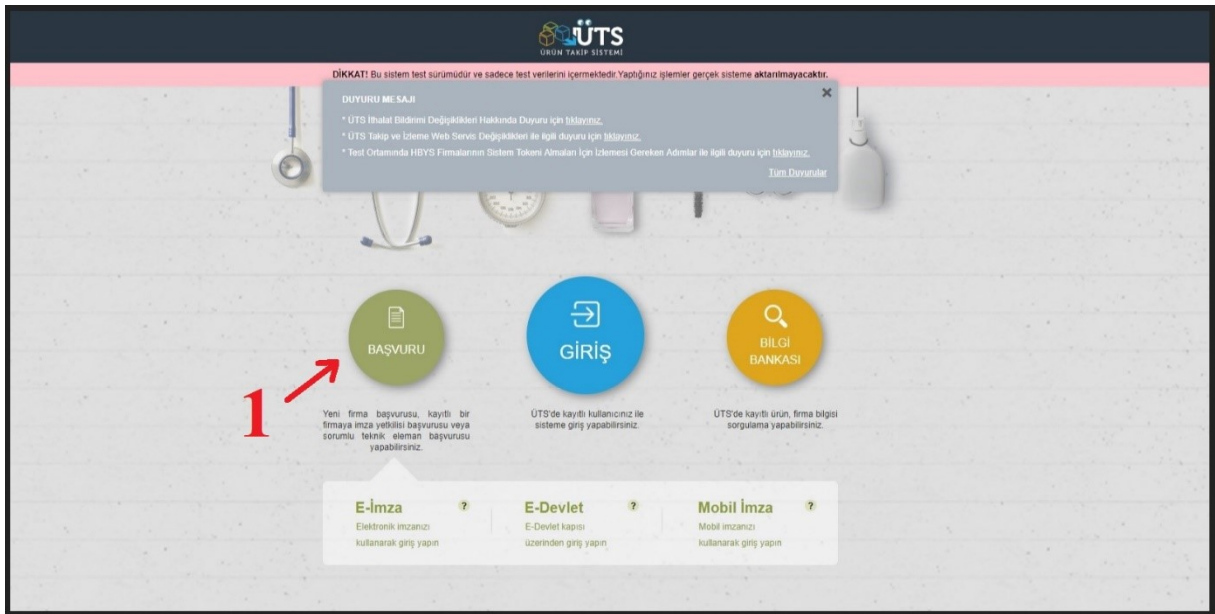 ÜTS
ÜRÜN TAKİP SİSTEMİ
DİKKAT! Bu sistem test sürümüdür ve sadece test verilerini içermektedir.Yaptığınız işlemler gerçek sisteme aktarılmayacaktır.
DUYURU MESAJI
* ÜTS İthalat Bildirimi Değişiklikleri Hakkında Duyuru için tıklayınız.
* ÜTS Takip ve İzleme Web Servis Değişiklikleri ile ilgili duyuru için tıklayınız.
* Test Ortamında HBYS Firmalarının Sistem Tokeni Almaları İçin İzlemesi Gereken Adımlar ile ilgili duyuru için tıklayınız.
Tüm Duyurular
BAŞVURU
GİRİŞ
BİLGİ
BANKASI
1
Yeni firma başvurusu, kayıtlı bir
firmaya imza yetkilisi başvurusu veya
sorumlu teknik eleman başvurusu
yapabilirsiniz.
ÜTS'de kayıtlı kullanıcınız ile
sisteme giriş yapabilirsiniz.
ÜTS'de kayıtlı ürün, firma bilgisi
sorgulama yapabilirsiniz.
E-İmza ?
Elektronik imzanızı
kullanarak giriş yapın
E-Devlet ?
E-Devlet kapısı
üzerinden giriş yapın
Mobil İmza ?
Mobil imzanızı
kullanarak giriş yapın